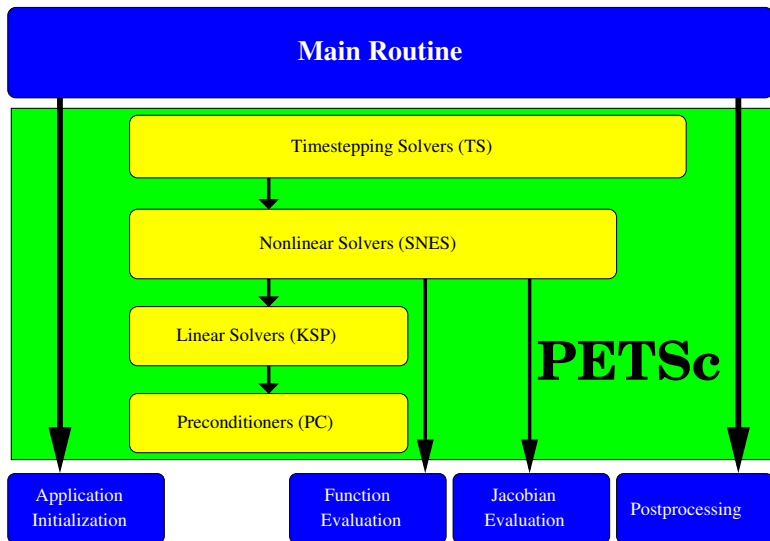 Main Routine
Timestepping Solvers (TS)
Nonlinear Solvers (SNES)
Linear Solvers (KSP)
PETSc
Preconditioners (PC)
Application
Initialization
Function
Evaluation
Jacobian
Evaluation
Postprocessing